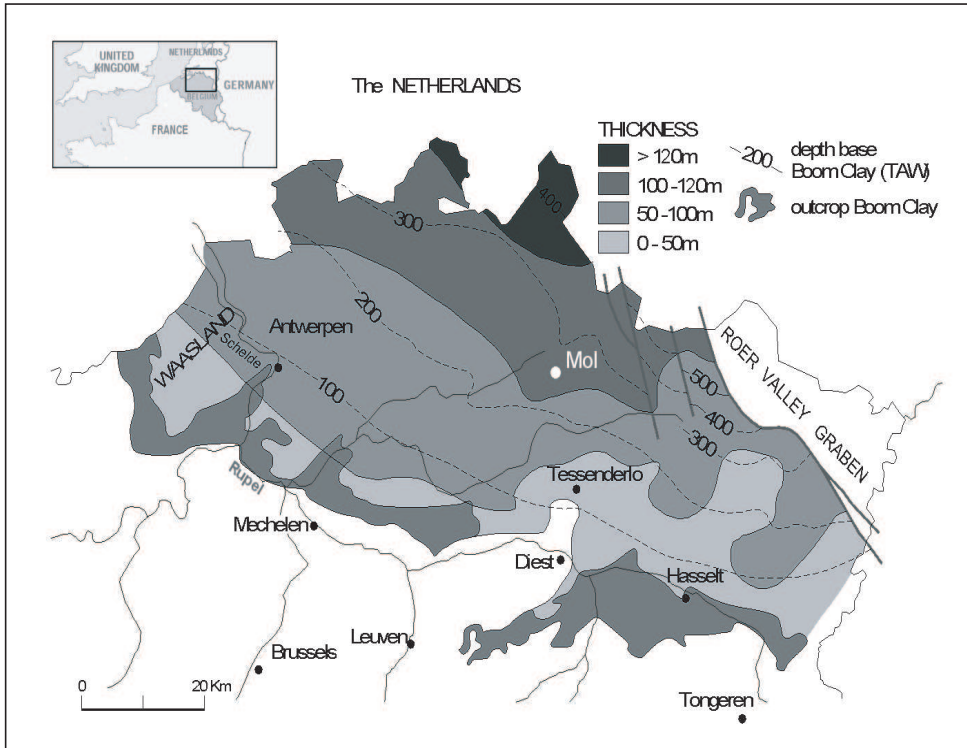 UNITED
KINGDOM
NETHERLANDS
GERMANY
BELGIUM
FRANCE
The NETHERLANDS
THICKNESS
> 120m
100 -120m
50 -100m
0 - 50m
200
depth base
Boom Clay (TAW)
outcrop Boom Clay
400
300
200
100
WAASLAND
Schelde
Antwerpen
Mol
500
400
300
ROER VALLEY
GRABEN
Rupel
Tessenderlo
Mechelen
Diest
Hasselt
Leuven
Brussels
0
20 Km
Tongeren